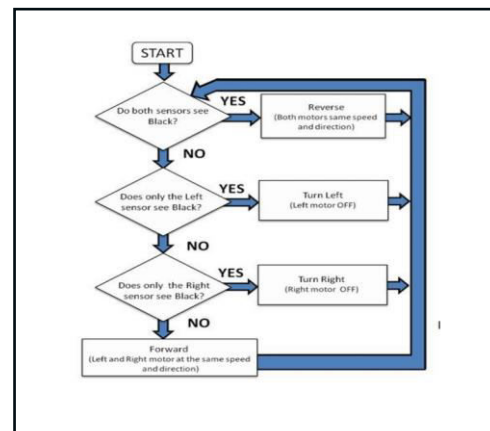 START
Do both sensors see
Black?
YES
Reverse
(Both motors same speed
and direction)
NO
Does only the Left
sensor see Black?
YES
Turn Left
(Left motor OFF)
NO
Does only the Right
sensor see Black?
YES
Turn Right
(Right motor OFF)
NO
Forward
(Left and Right motor at the same speed
and direction)
I